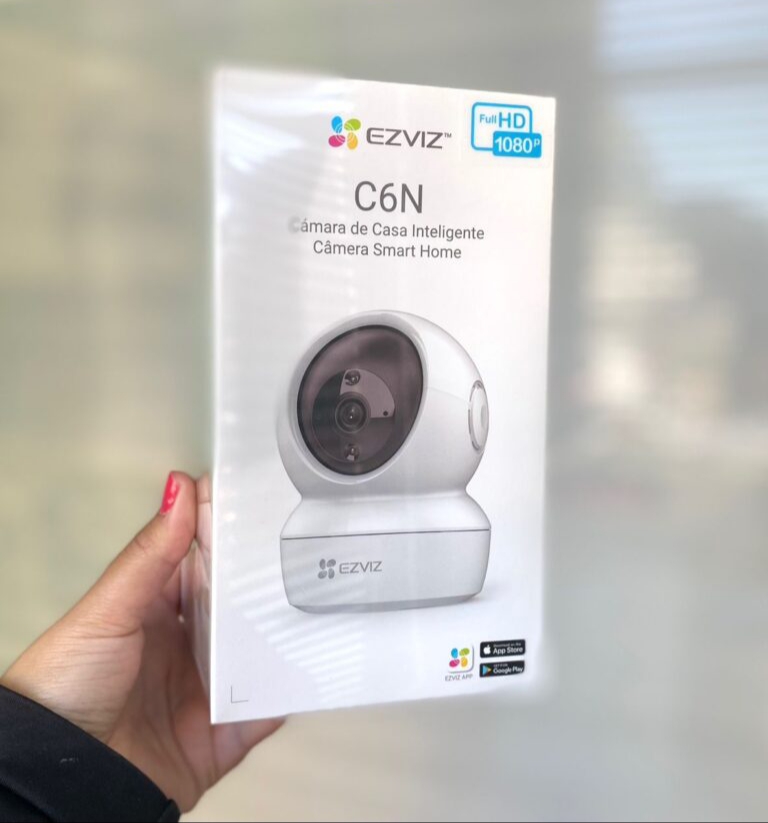 EZVIZ™
Full HD
1080P
C6N
Cámara de Casa Inteligente
Câmera Smart Home
EZVIZ
App Store
EZVIZ APP
Google Play